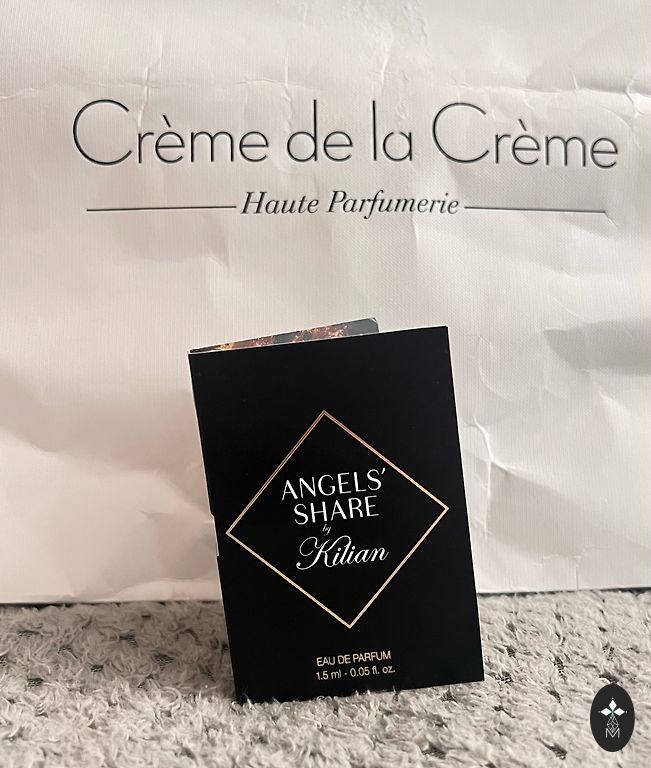 Crème de la Crème
Haute Parfumerie
ANGELS'
SHARE
by
Kilian
EAU DE PARFUM
1.5 ml - 0.05 fl. oz.
M